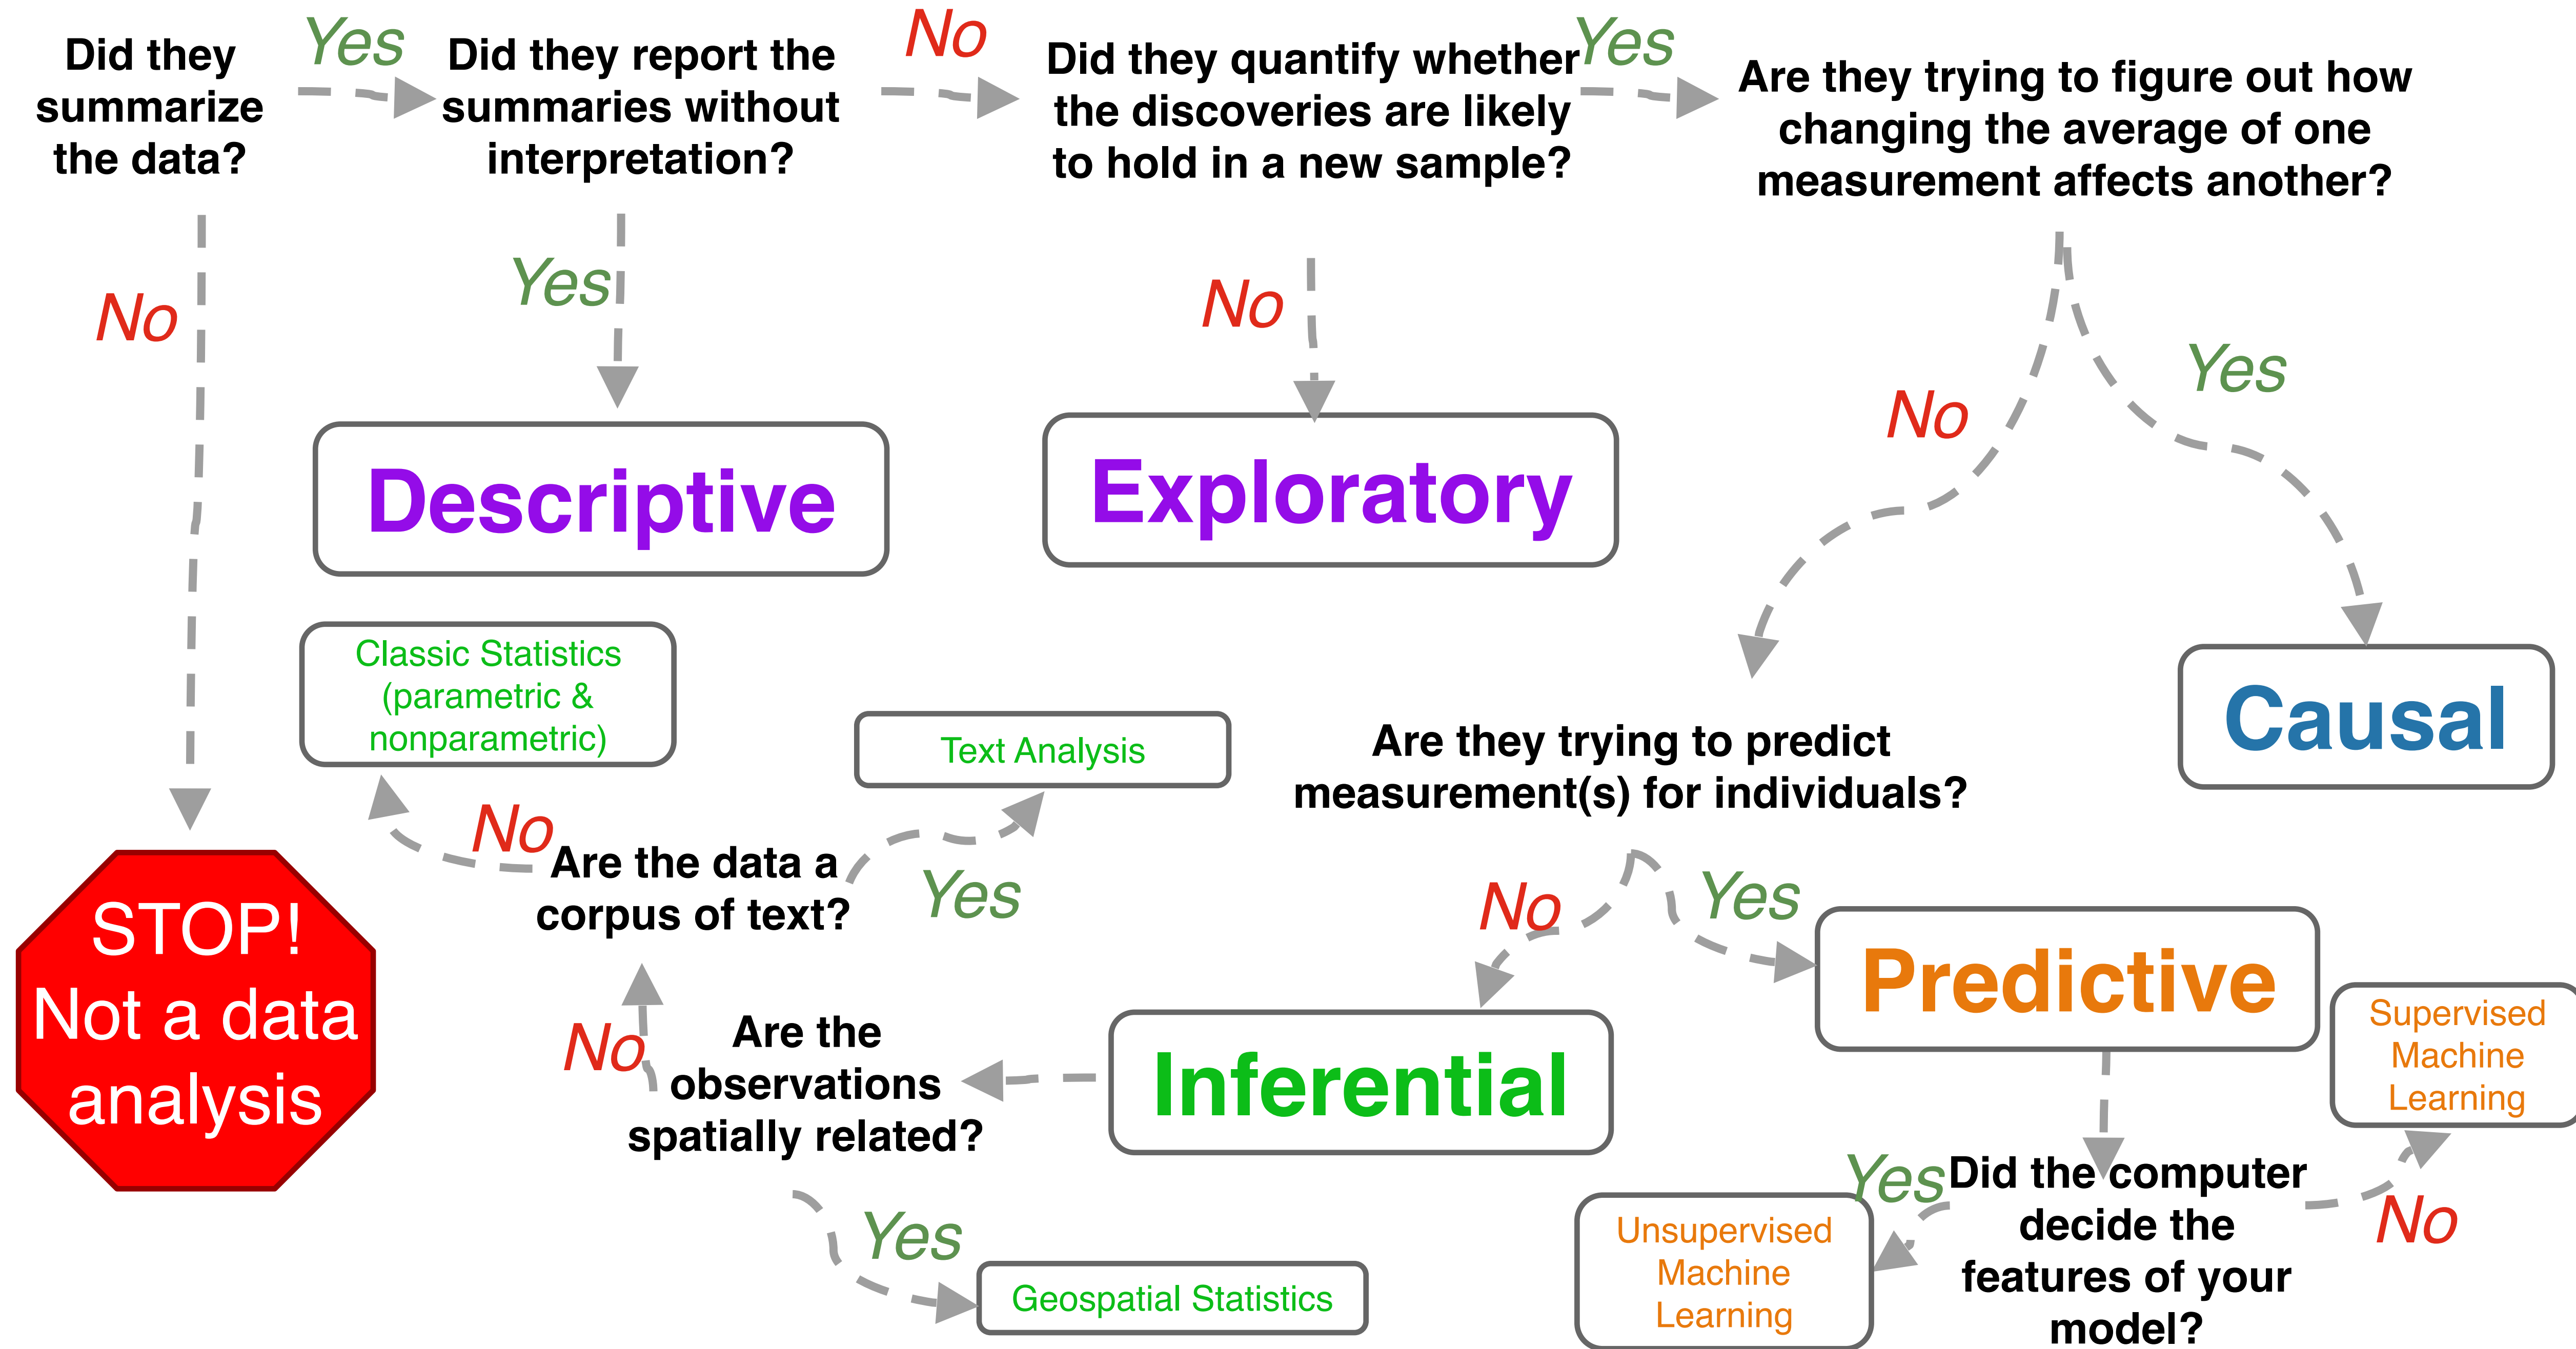 Did they
summarize
the data?
Yes
Did they report the
summaries without
interpretation?
No
Did they quantify whether
the discoveries are likely
to hold in a new sample?
Yes
Are they trying to figure out how
changing the average of one
measurement affects another?
No
Yes
No
No
Yes
Descriptive
Exploratory
Causal
Classic Statistics
(parametric &
nonparametric)
Text Analysis
Are they trying to predict
measurement(s) for individuals?
No
Are the data a
corpus of text?
Yes
No
Yes
STOP!
Not a data
analysis
Predictive
Supervised
Machine
Learning
No
Are the
observations
spatially related?
Inferential
Yes
Geospatial Statistics
Yes
Did the computer
decide the
features of your
model?
No
Unsupervised
Machine
Learning